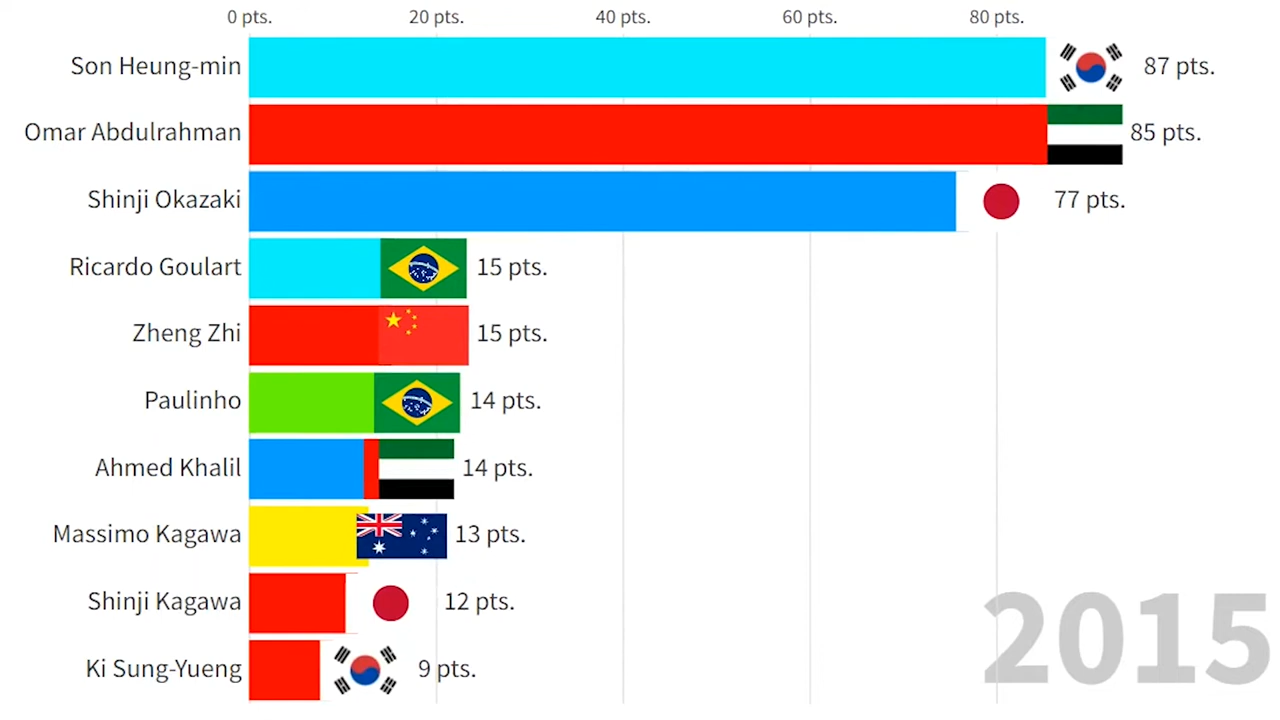 0 pts. 20 pts. 40 pts. 60 pts. 80 pts.
Son Heung-min 87 pts.
Omar Abdulrahman 85 pts.
Shinji Okazaki 77 pts.
Ricardo Goulart 15 pts.
Zheng Zhi 15 pts.
Paulinho 14 pts.
Ahmed Khalil 14 pts.
Massimo Kagawa 13 pts.
Shinji Kagawa 12 pts.
Ki Sung-Yueng 9 pts.
2015